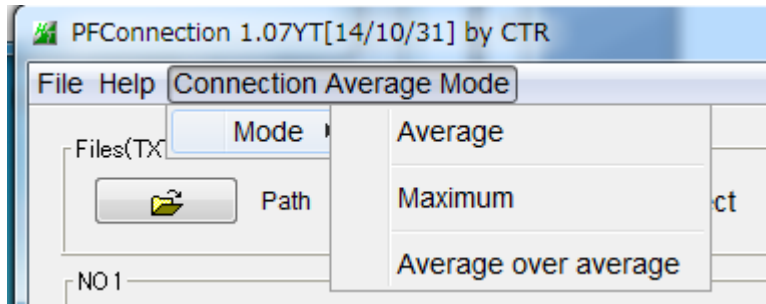 PFConnection 1.07YT[14/10/31] by CTR
File Help Connection Average Mode
Mode Average
Files(TX
Path Maximum ct
Average over average
NO1